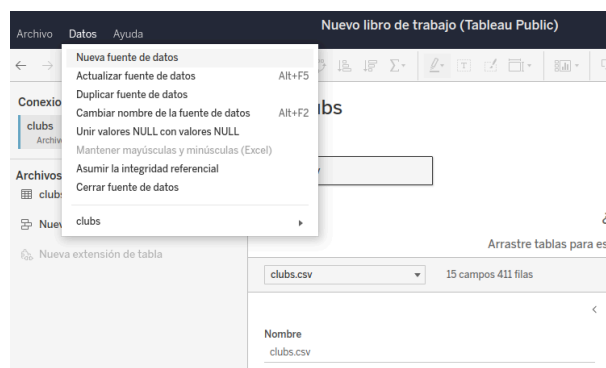 Nuevo libro de trabajo (Tableau Public)
Archivo Datos Ayuda
Nueva fuente de datos
Actualizar fuente de datos Alt+F5
Duplicar fuente de datos
Cambiar nombre de la fuente de datos Alt+F2
Unir valores NULL con valores NULL
Mantener mayúsculas y minúsculas (Excel)
Asumir la integridad referencial
Cerrar fuente de datos
clubs
Conexio
clubs
Archiv
Archivos
club
Nuev
Nueva extensión de tabla
ubs
Arrastre tablas para es
clubs.csv 15 campos 411 filas
Nombre
clubs.csv